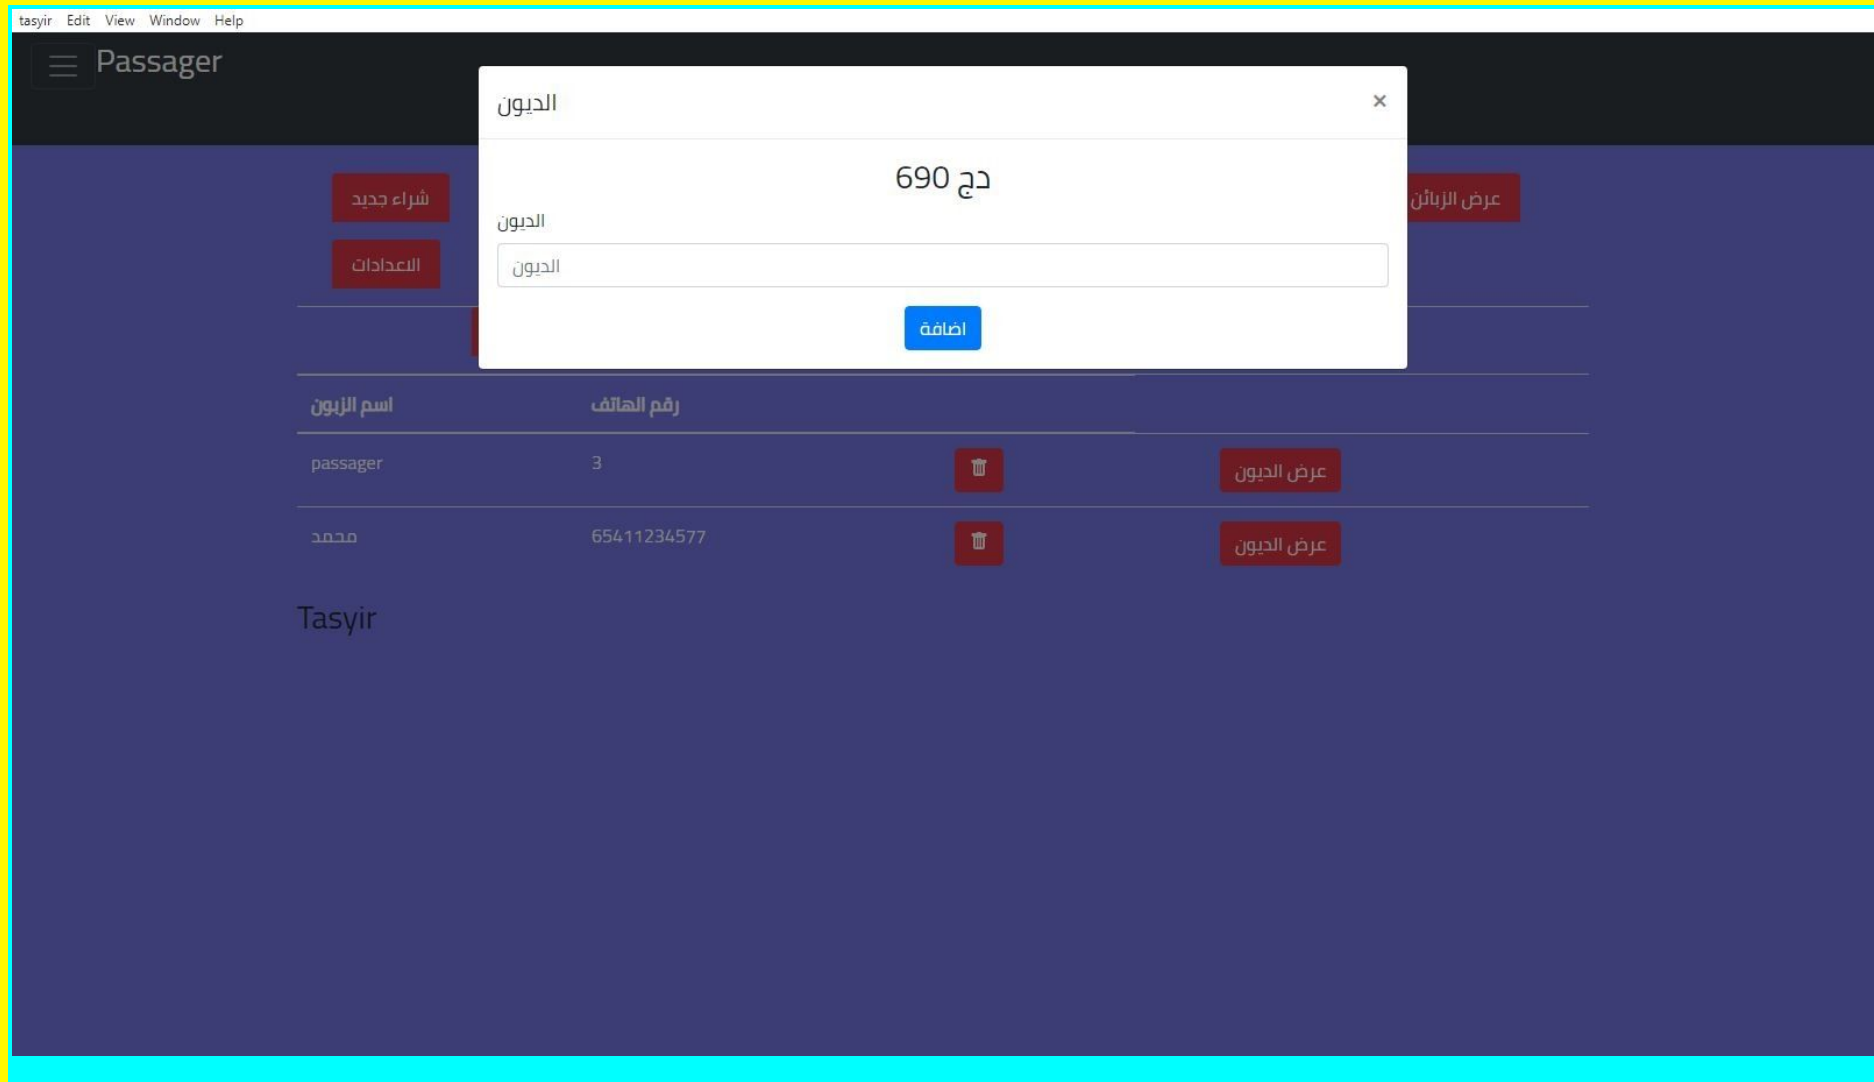 tasyir Edit View Window Help
Passager
الديون ×
690 دج
الديون
الديون
اضافة
شراء جديد
عرض الزبائن
الاعدادات
اسم الزبون رقم الهاتف
passager 3 عرض الديون
محمد 65411234577 عرض الديون
Tasyir